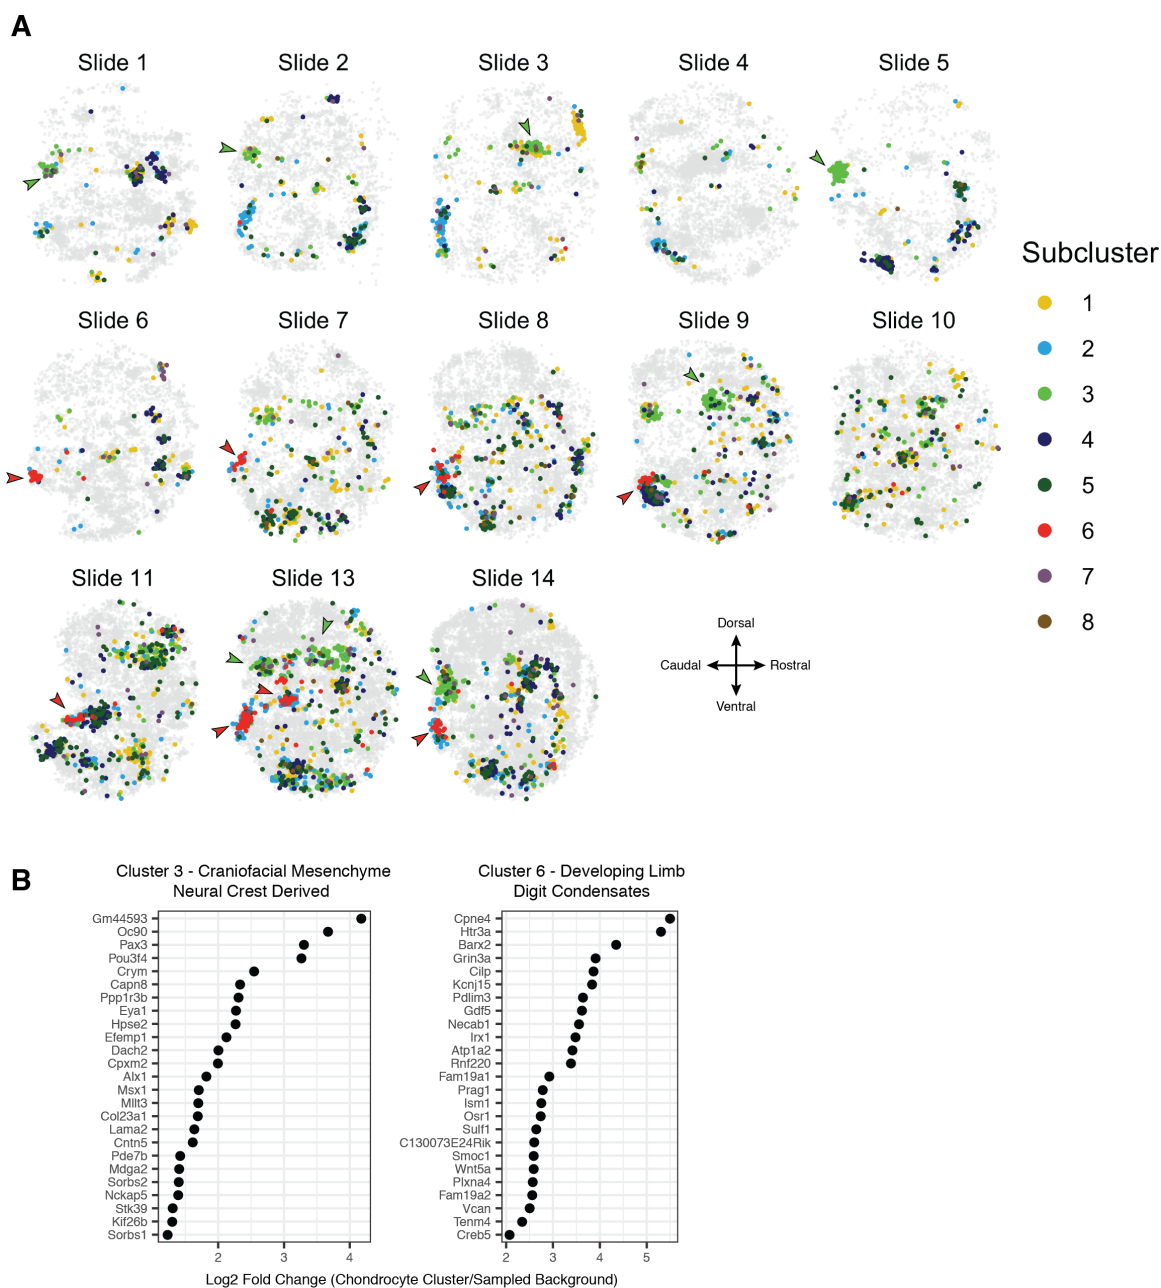 A
Slide 1
Slide 2
Slide 3
Slide 4
Slide 5
Slide 6
Slide 7
Slide 8
Slide 9
Slide 10
Slide 11
Slide 13
Slide 14
Subcluster
1
2
3
4
5
6
7
8
Dorsal
Caudal
Rostral
Ventral
B
Cluster 3 - Craniofacial Mesenchyme
Neural Crest Derived
Gm44593
Oc90
Pax3
Pou3f4
Crym
Capn8
Ppp1r3b
Eya1
Hpse2
Efemp1
Dach2
Cpxm2
Alx1
Msx1
Mllt3
Col23a1
Lama2
Cntn5
Pde7b
Mdga2
Sorbs2
Nckap5
Stk39
Kif26b
Sorbs1
2
3
4
Cluster 6 - Developing Limb
Digit Condensates
Cpne4
Htr3a
Barx2
Grin3a
Cilp
Kcnj15
Pdlim3
Gdf5
Necab1
Irx1
Atp1a2
Rnf220
Fam19a1
Prag1
Ism1
Osr1
Sulf1
C130073E24Rik
Smoc1
Wnt5a
Plxna4
Fam19a2
Vcan
Tenm4
Creb5
2
3
4
5
Log2 Fold Change (Chondrocyte Cluster/Sampled Background)